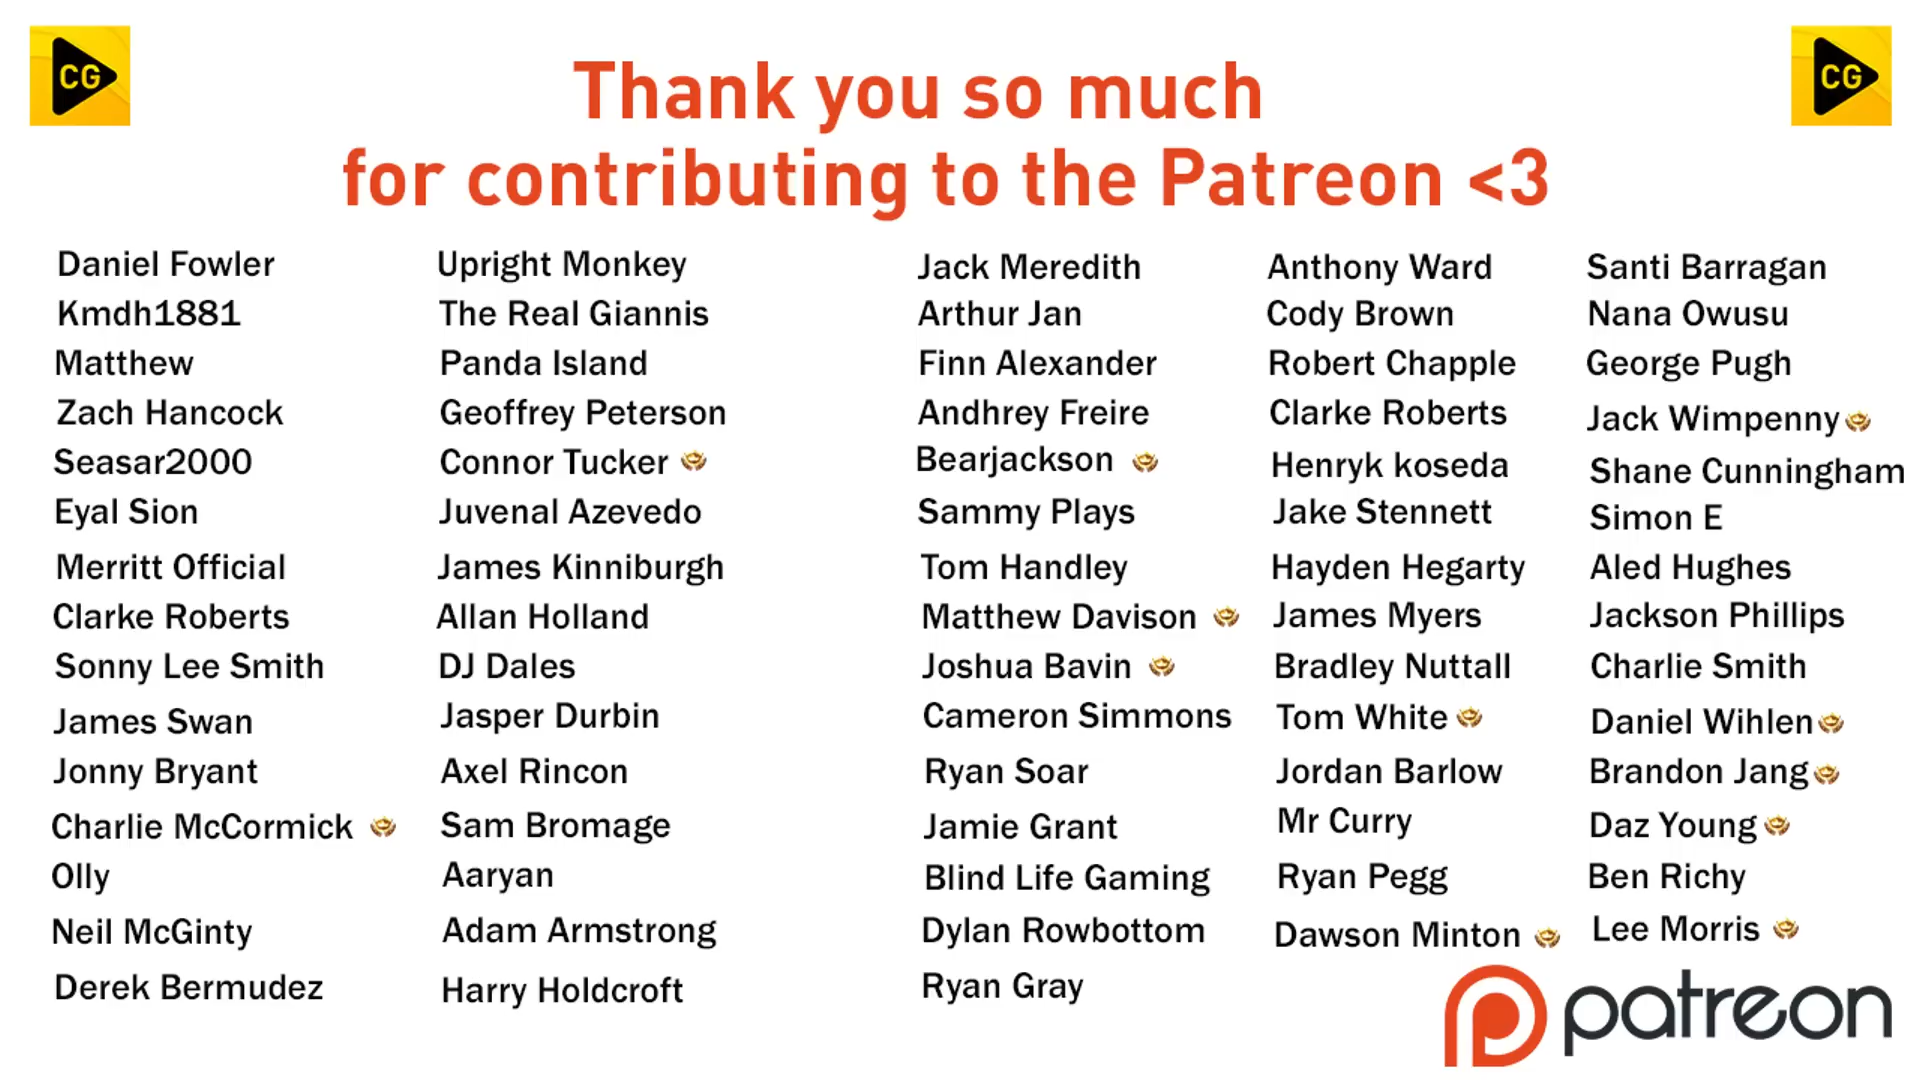 CG
CG
Thank you so much
for contributing to the Patreon <3
Daniel Fowler
Kmdh1881
Matthew
Zach Hancock
Seasar2000
Eyal Sion
Merritt Official
Clarke Roberts
Sonny Lee Smith
James Swan
Jonny Bryant
Charlie McCormick
Olly
Neil McGinty
Derek Bermudez
Upright Monkey
The Real Giannis
Panda Island
Geoffrey Peterson
Connor Tucker
Juvenal Azevedo
James Kinniburgh
Allan Holland
DJ Dales
Jasper Durbin
Axel Rincon
Sam Bromage
Aaryan
Adam Armstrong
Harry Holdcroft
Jack Meredith
Arthur Jan
Finn Alexander
Andhrey Freire
Bearjackson
Sammy Plays
Tom Handley
Matthew Davison
Joshua Bavin
Cameron Simmons
Ryan Soar
Jamie Grant
Blind Life Gaming
Dylan Rowbottom
Ryan Gray
Anthony Ward
Cody Brown
Robert Chapple
Clarke Roberts
Henryk koseda
Jake Stennett
Hayden Hegarty
James Myers
Bradley Nuttall
Tom White
Jordan Barlow
Mr Curry
Ryan Pegg
Dawson Minton
Santi Barragan
Nana Owusu
George Pugh
Jack Wimpenny
Shane Cunningham
Simon E
Aled Hughes
Jackson Phillips
Charlie Smith
Daniel Wihlen
Brandon Jang
Daz Young
Ben Richy
Lee Morris
patreon